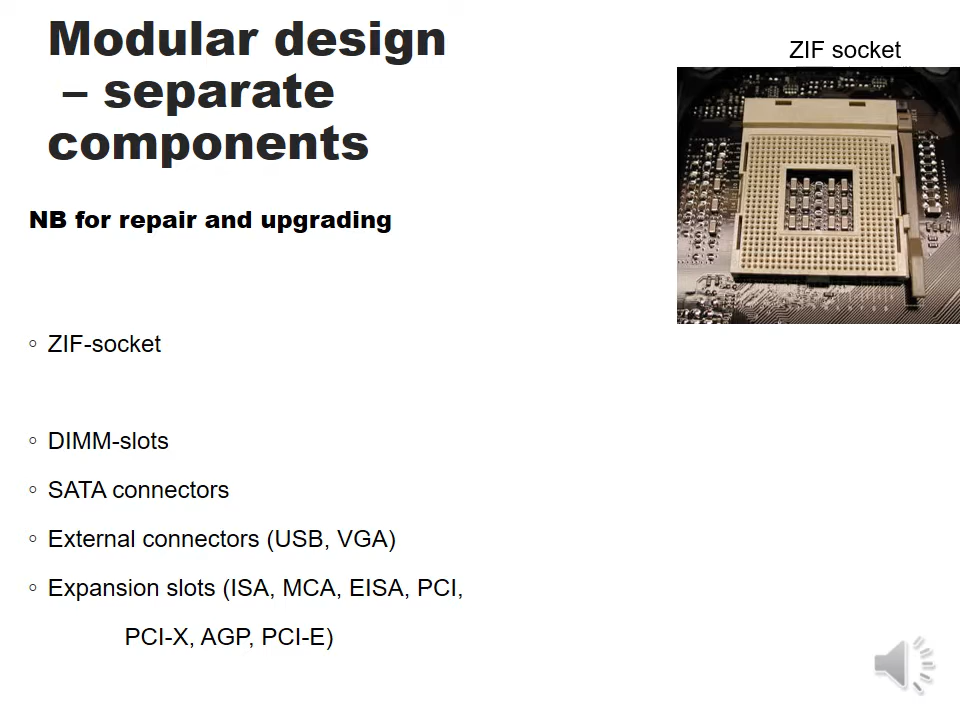 Modular design
– separate
components
ZIF socket
NB for repair and upgrading
◦ ZIF-socket
◦ DIMM-slots
◦ SATA connectors
◦ External connectors (USB, VGA)
◦ Expansion slots (ISA, MCA, EISA, PCI,
PCI-X, AGP, PCI-E)